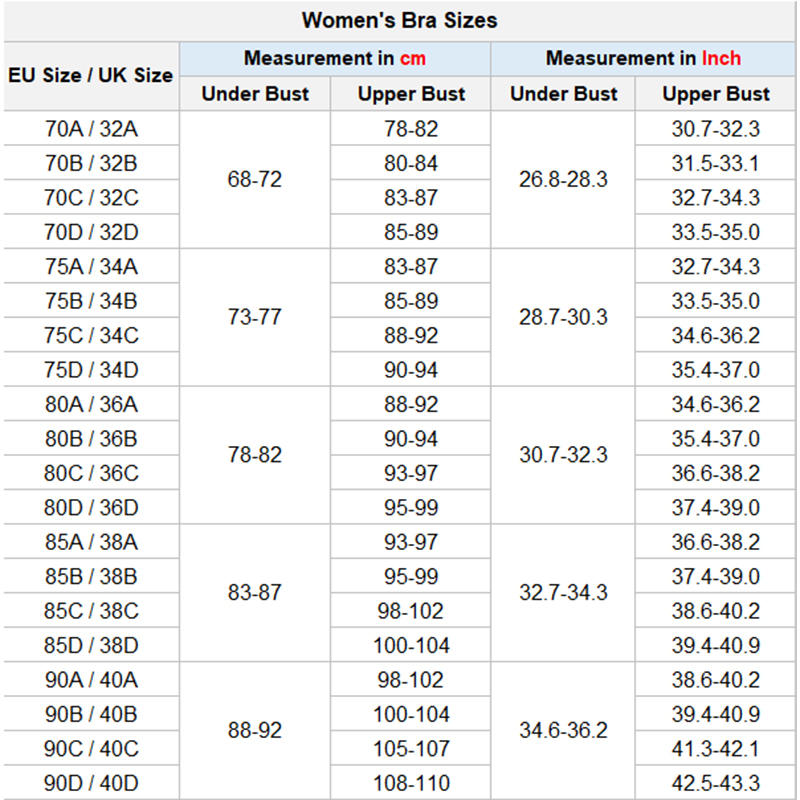 Women's Bra Sizes
EU Size / UK Size Measurement in cm Measurement in Inch
Under Bust Upper Bust Under Bust Upper Bust
70A / 32A 68-72 78-82 26.8-28.3 30.7-32.3
70B / 32B 80-84 31.5-33.1
70C / 32C 83-87 32.7-34.3
70D / 32D 85-89 33.5-35.0
75A / 34A 73-77 83-87 28.7-30.3 32.7-34.3
75B / 34B 85-89 33.5-35.0
75C / 34C 88-92 34.6-36.2
75D / 34D 90-94 35.4-37.0
80A / 36A 78-82 88-92 30.7-32.3 34.6-36.2
80B / 36B 90-94 35.4-37.0
80C / 36C 93-97 36.6-38.2
80D / 36D 95-99 37.4-39.0
85A / 38A 83-87 93-97 32.7-34.3 36.6-38.2
85B / 38B 95-99 37.4-39.0
85C / 38C 98-102 38.6-40.2
85D / 38D 100-104 39.4-40.9
90A / 40A 88-92 98-102 34.6-36.2 38.6-40.2
90B / 40B 100-104 39.4-40.9
90C / 40C 105-107 41.3-42.1
90D / 40D 108-110 42.5-43.3